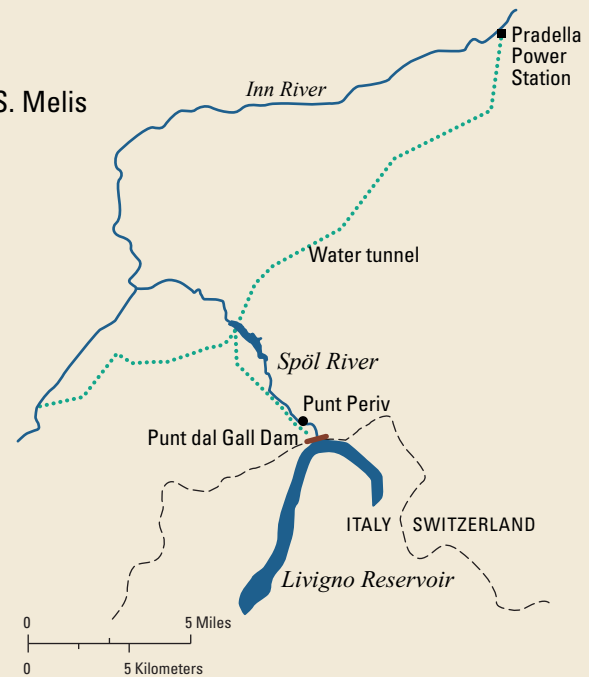 Pradella
Power
Station
Inn River
S. Melis
Water tunnel
Spöl River
Punt Periv
Punt dal Gall Dam
ITALY SWITZERLAND
Livigno Reservoir
0 5 Miles
0 5 Kilometers